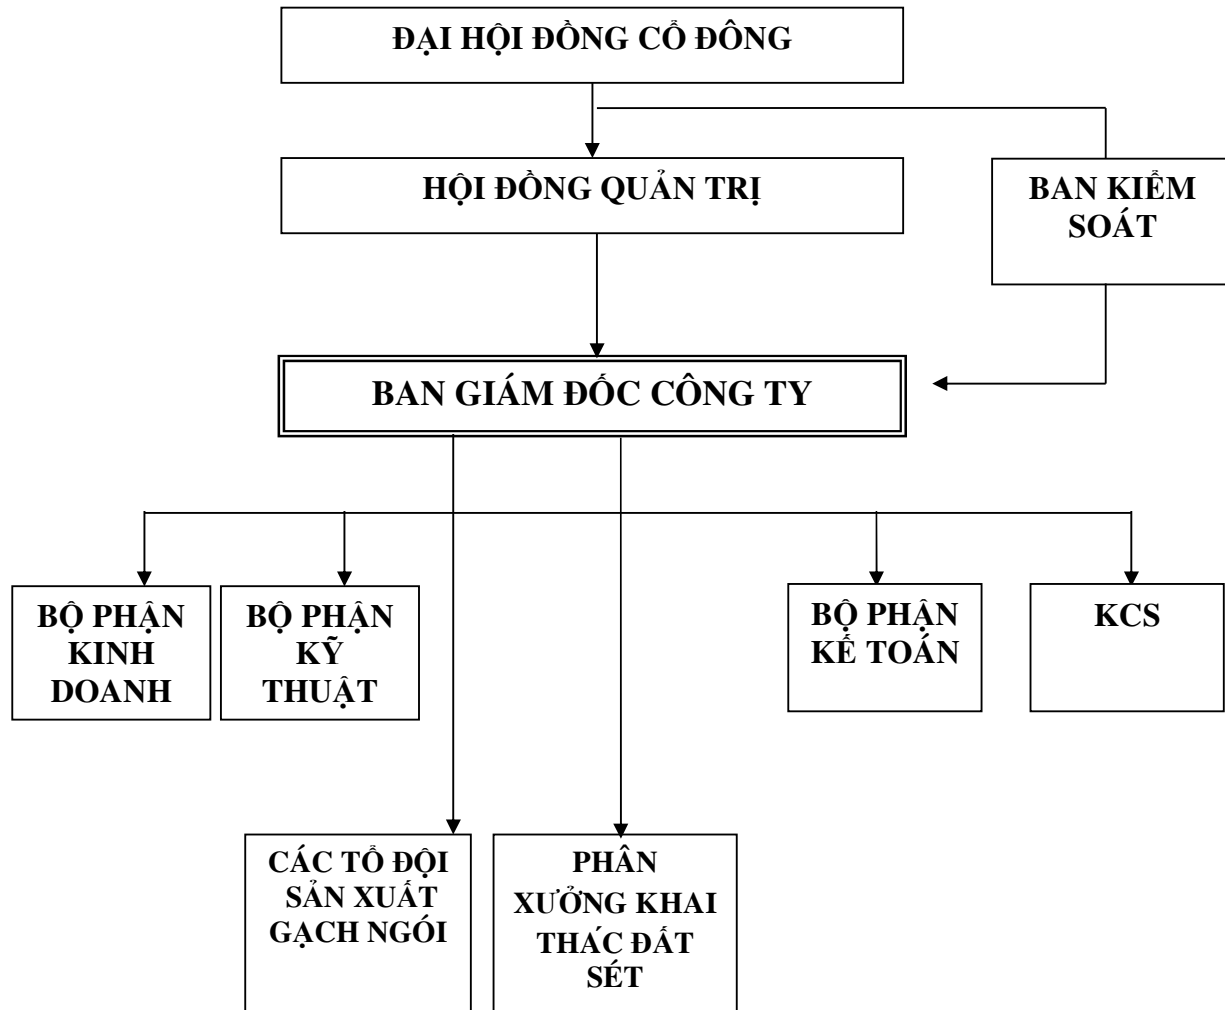 ĐẠI HỘI ĐỒNG CỔ ĐÔNG
HỘI ĐỒNG QUẢN TRỊ
BAN KIỂM
SOÁT
BAN GIÁM ĐỐC CÔNG TY
BỘ PHẬN
KINH
DOANH
BỘ PHẬN
KỸ
THUẬT
BỘ PHẬN
KẾ TOÁN
KCS
CÁC TỔ ĐỘI
SẢN XUẤT
GẠCH NGÓI
PHÂN
XƯỞNG KHAI
THÁC ĐẤT
SÉT